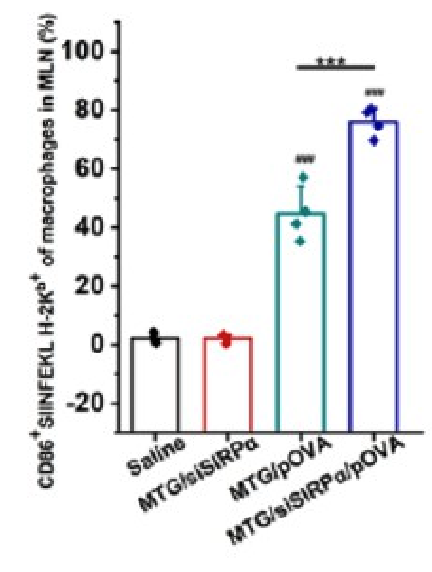 CD86⁺ SIINFEKL H-2Kᵇ⁺ of macrophages in MLN (%)
100
80
60
40
20
0
-20
***
###
###
Saline
MTG/siSIRPα
MTG/pOVA
MTG/siSIRPα/pOVA